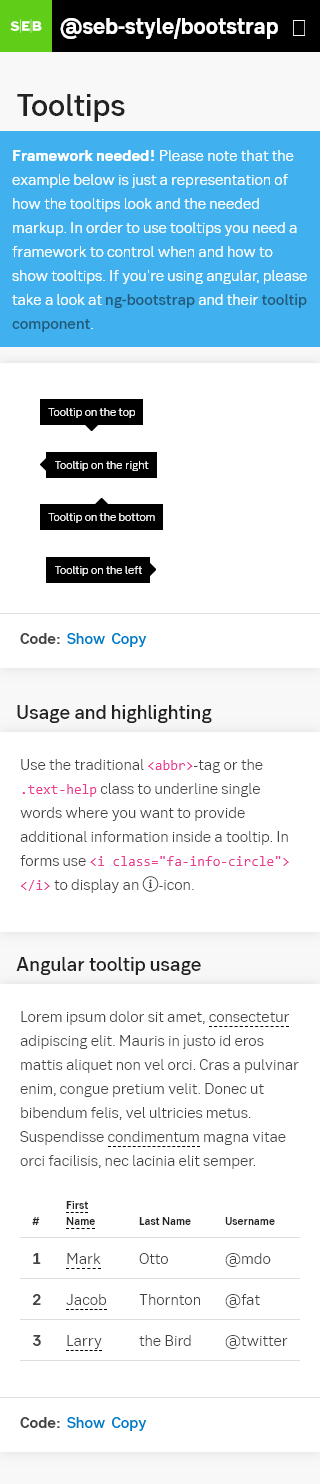 SEB @seb-style/bootstrap
Tooltips
Framework needed! Please note that the
example below is just a representation of
how the tooltips look and the needed
markup. In order to use tooltips you need a
framework to control when and how to
show tooltips. If you're using angular, please
take a look at ng-bootstrap and their tooltip
component.
Tooltip on the top
Tooltip on the right
Tooltip on the bottom
Tooltip on the left
Code: Show Copy
Usage and highlighting
Use the traditional <abbr>-tag or the
.text-help class to underline single
words where you want to provide
additional information inside a tooltip. In
forms use <i class="fa-info-circle">
</i> to display an ⓘ-icon.
Angular tooltip usage
Lorem ipsum dolor sit amet, consectetur
adipiscing elit. Mauris in justo id eros
mattis aliquet non vel orci. Cras a pulvinar
enim, congue pretium velit. Donec ut
bibendum felis, vel ultricies metus.
Suspendisse condimentum magna vitae
orci facilisis, nec lacinia elit semper.
# First Name Last Name Username
1 Mark Otto @mdo
2 Jacob Thornton @fat
3 Larry the Bird @twitter
Code: Show Copy